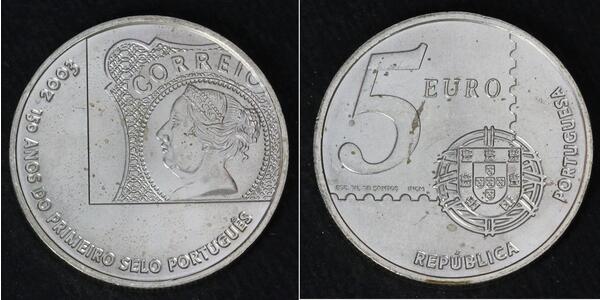 2003
150 ANOS DO PRIMEIRO SELO PORTUGUÊS
CORREIO
5 EURO
INCM
REPÚBLICA
PORTUGUESA